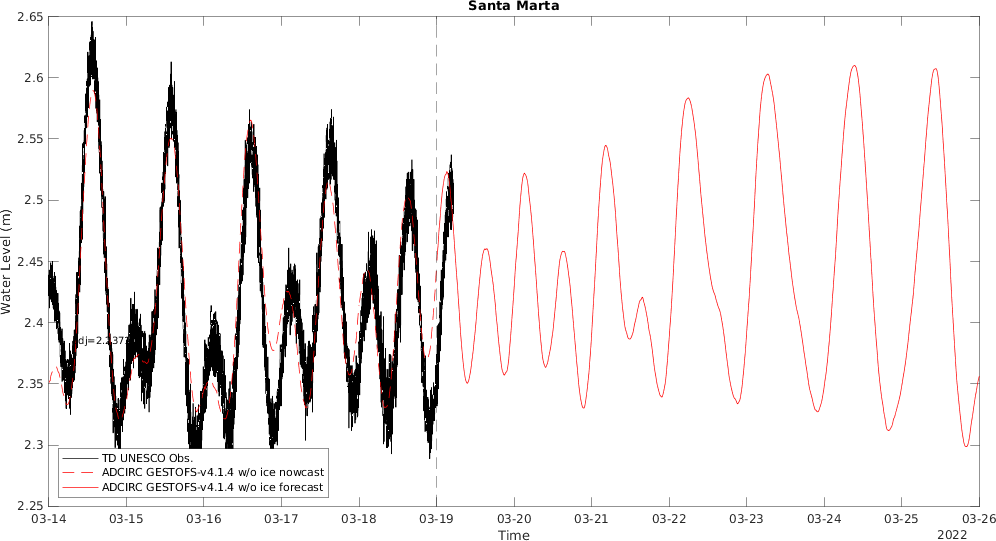 Santa Marta
2.65
2.6
2.55
2.5
2.45
2.4
2.35
2.3
2.25
Water Level (m)
TD UNESCO Obs.
ADCIRC GESTOFS-v4.1.4 w/o ice nowcast
ADCIRC GESTOFS-v4.1.4 w/o ice forecast
03-14 03-15 03-16 03-17 03-18 03-19 03-20 03-21 03-22 03-23 03-24 03-25 03-26
Time
2022